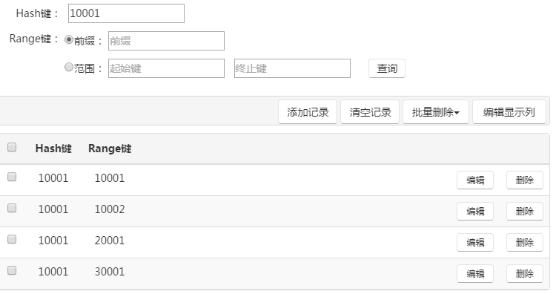 Hash键： 10001
Range键： 前缀： 前缀
范围： 起始键 终止键 查询
添加记录 清空记录 批量删除 编辑显示列
Hash键 Range键
10001 10001 编辑 删除
10001 10002 编辑 删除
10001 20001 编辑 删除
10001 30001 编辑 删除